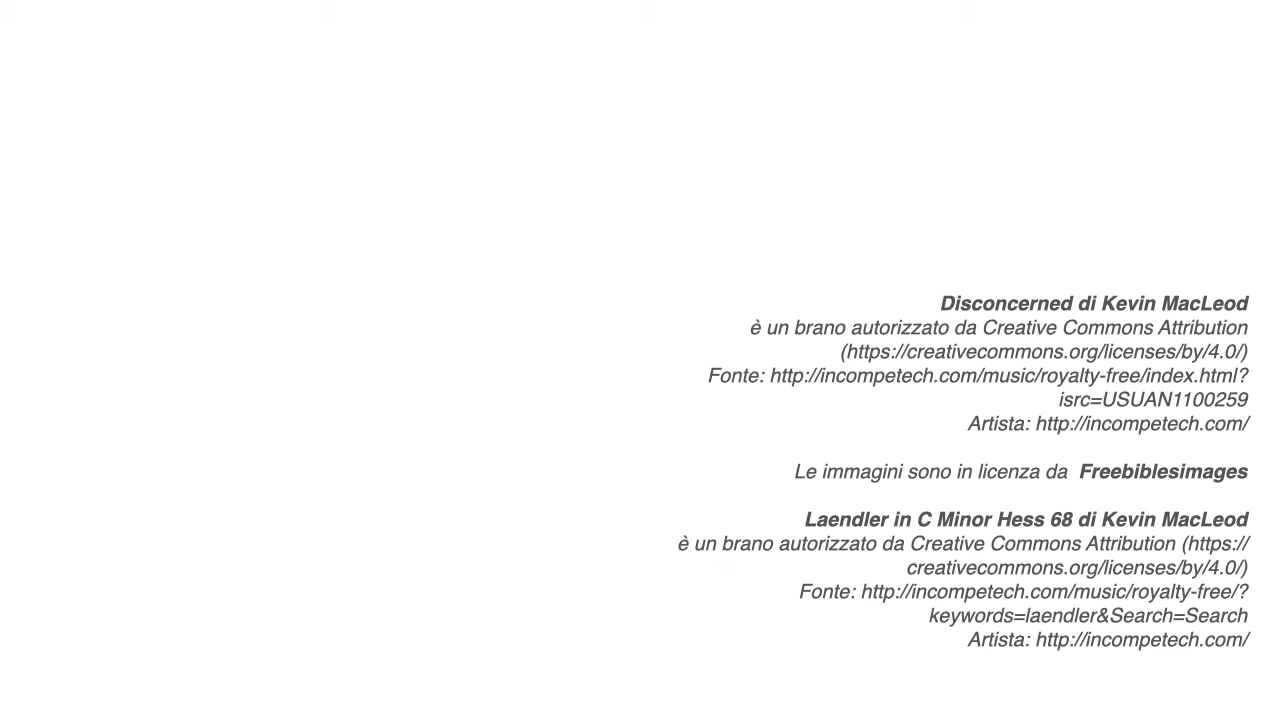 Disconcerned di Kevin MacLeod
è un brano autorizzato da Creative Commons Attribution
(https://creativecommons.org/licenses/by/4.0/)
Fonte: http://incompetech.com/music/royalty-free/index.html?
isrc=USUAN1100259
Artista: http://incompetech.com/
Le immagini sono in licenza da Freebiblesimages
Laendler in C Minor Hess 68 di Kevin MacLeod
è un brano autorizzato da Creative Commons Attribution (https://
creativecommons.org/licenses/by/4.0/)
Fonte: http://incompetech.com/music/royalty-free/?
keywords=laendler&Search=Search
Artista: http://incompetech.com/